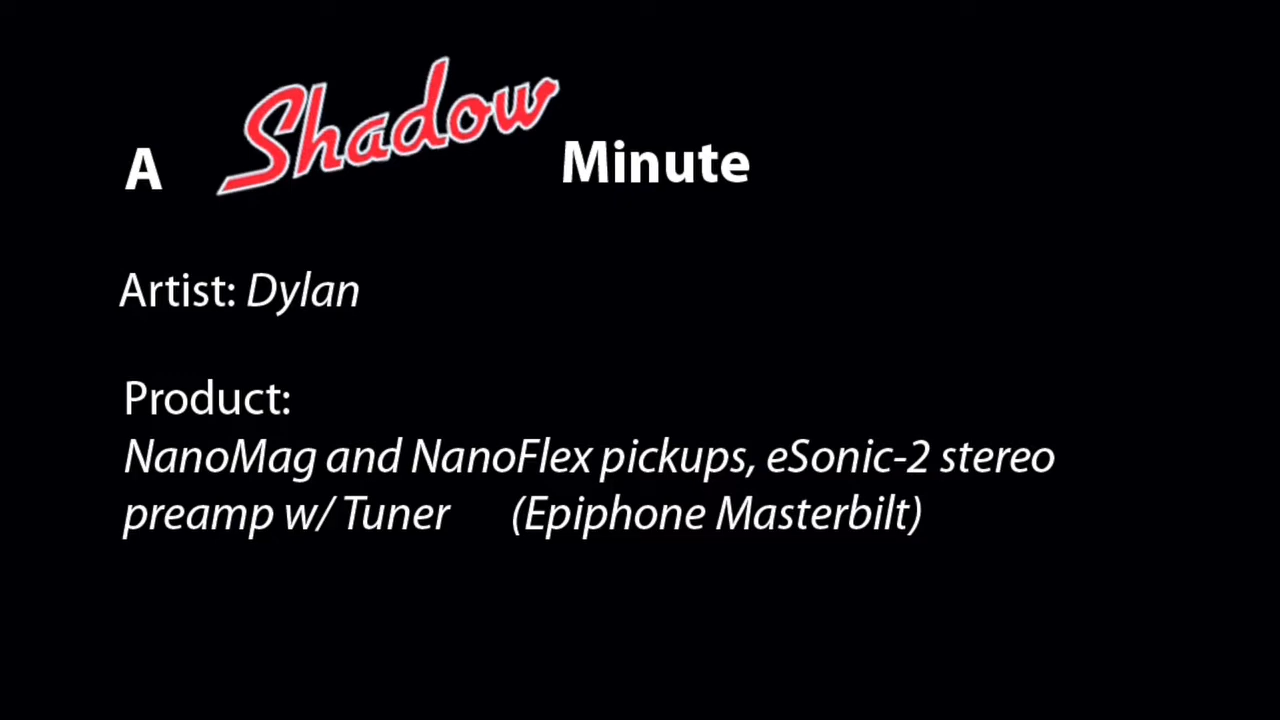 A Shadow Minute
Artist: Dylan
Product:
NanoMag and NanoFlex pickups, eSonic-2 stereo
preamp w/ Tuner (Epiphone Masterbilt)